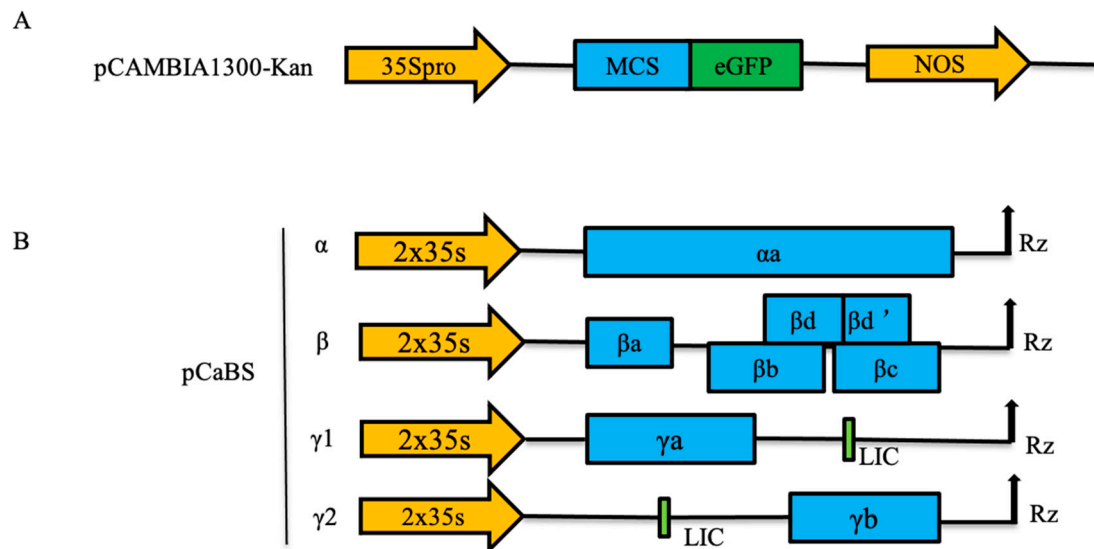 A
pCAMBIA1300-Kan
35Spro
MCS
eGFP
NOS
B
pCaBS
α
2x35s
αa
Rz
β
2x35s
βa
βd
βd’
βb
βc
Rz
γ1
2x35s
γa
LIC
Rz
γ2
2x35s
LIC
γb
Rz